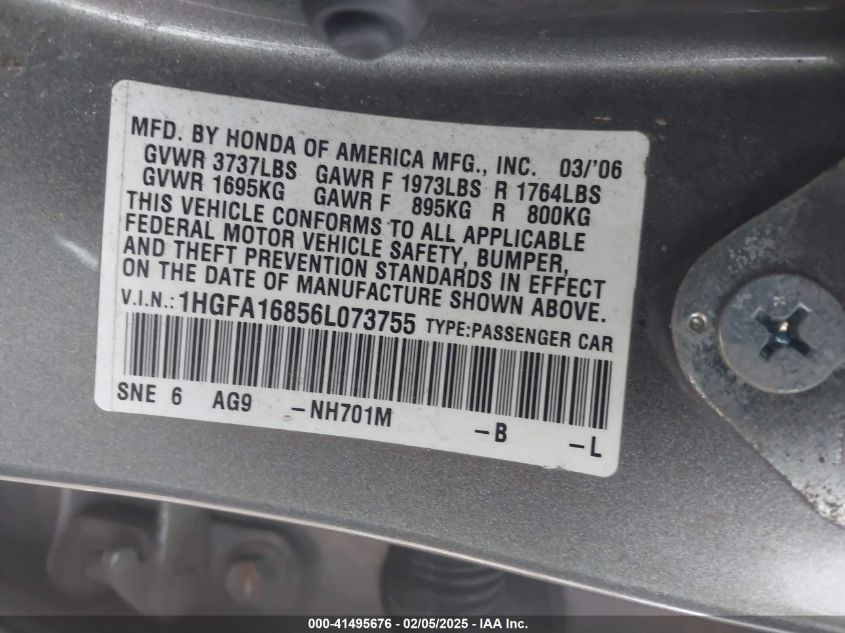 MFD. BY HONDA OF AMERICA MFG., INC. 03/'06
GVWR 3737LBS GAWR F 1973LBS R 1764LBS
GVWR 1695KG GAWR F 895KG R 800KG
THIS VEHICLE CONFORMS TO ALL APPLICABLE
FEDERAL MOTOR VEHICLE SAFETY, BUMPER,
AND THEFT PREVENTION STANDARDS IN EFFECT
ON THE DATE OF MANUFACTURE SHOWN ABOVE.
V.I.N.: 1HGFA16856L073755 TYPE:PASSENGER CAR
SNE 6 AG9 -NH701M -B -L
000-41495676 - 02/05/2025 - IAA Inc.